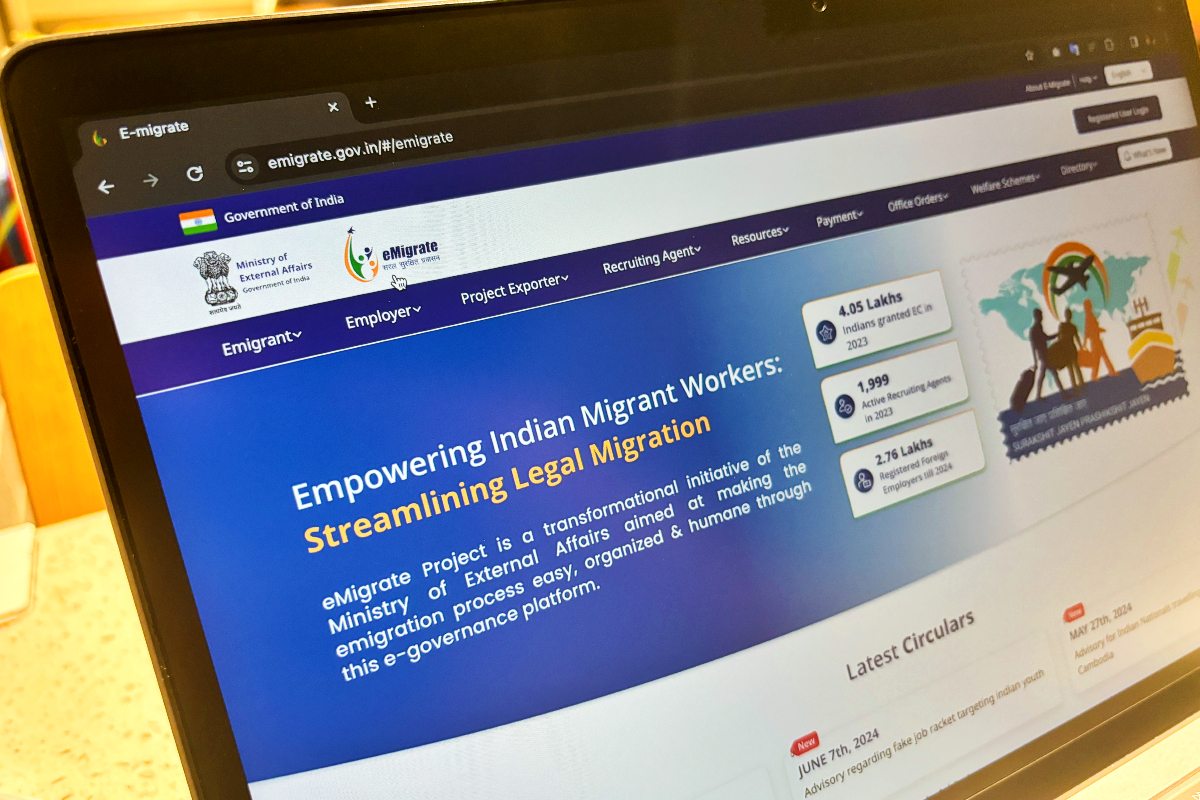 E-migrate
emigrate.gov.in/#/emigrate
Government of India
About E-Migrate
Help
English
Registered User Login
Ministry of
External Affairs
Government of India
सत्यमेव जयते
eMigrate
सरल सुरक्षित प्रवासन
Emigrant
Employer
Project Exporter
Recruiting Agent
Resources
Payment
Office Orders
Welfare Schemes
Directory
What's New
Empowering Indian Migrant Workers:
Streamlining Legal Migration
eMigrate Project is a transformational initiative of the
Ministry of External Affairs aimed at making the
emigration process easy, organized & humane through
this e-governance platform.
4.05 Lakhs
Indians granted EC in
2023
1,999
Active Recruiting Agents
in 2023
2.76 Lakhs
Registered Foreign
Employers till 2024
सुरक्षित जाएं प्रशिक्षित जाएं
SURAKSHIT JAYEN PRASHIKSHIT JAYEN
Latest Circulars
New
JUNE 7th, 2024
Advisory regarding fake job racket targeting indian youth
New
MAY 27th, 2024
Advisory for Indian Nationals
Cambodia